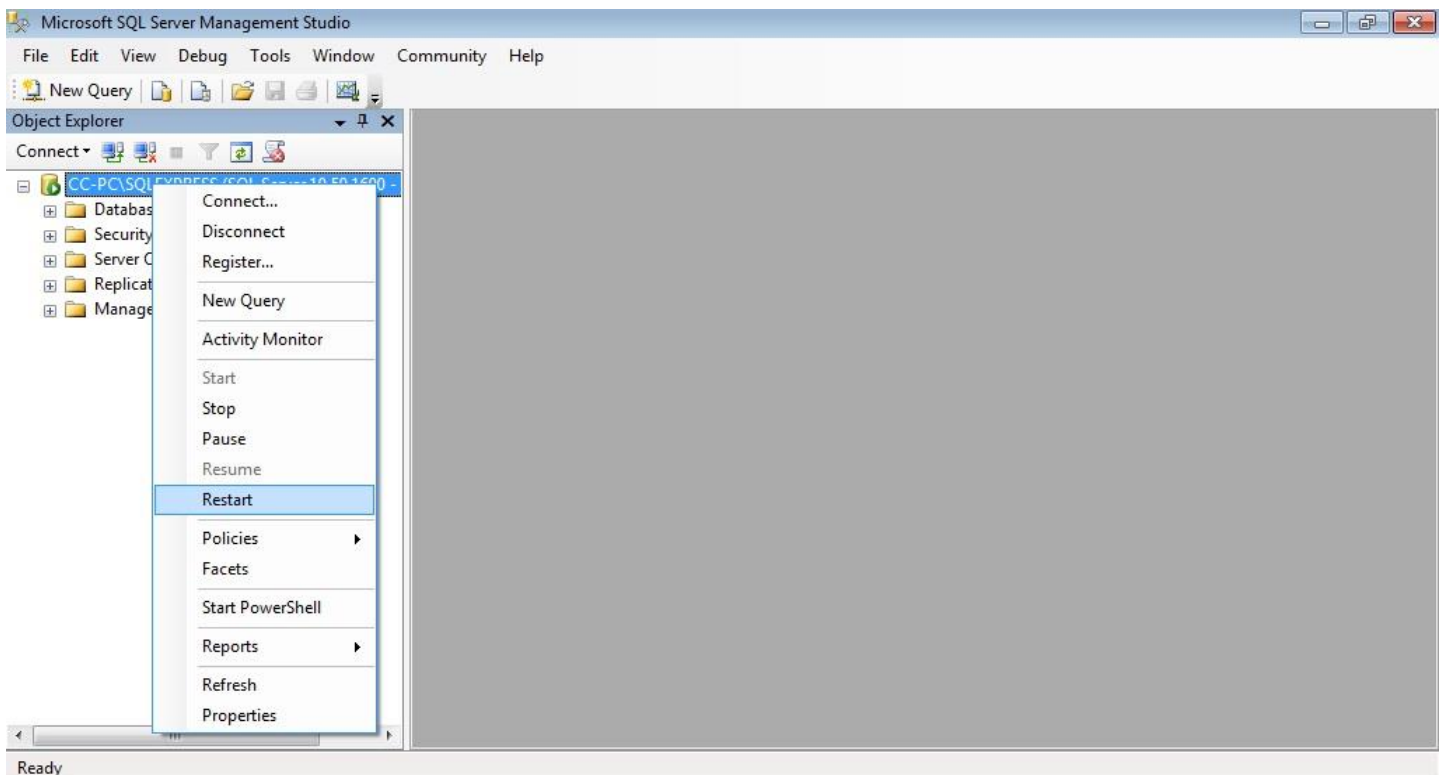 Microsoft SQL Server Management Studio
File Edit View Debug Tools Window Community Help
New Query
Object Explorer
Connect
CC-PC\SQLEXPRESS (SQL Server 10.50.1600 -
Databas
Security
Server C
Replicat
Manage
Connect...
Disconnect
Register...
New Query
Activity Monitor
Start
Stop
Pause
Resume
Restart
Policies
Facets
Start PowerShell
Reports
Refresh
Properties
Ready